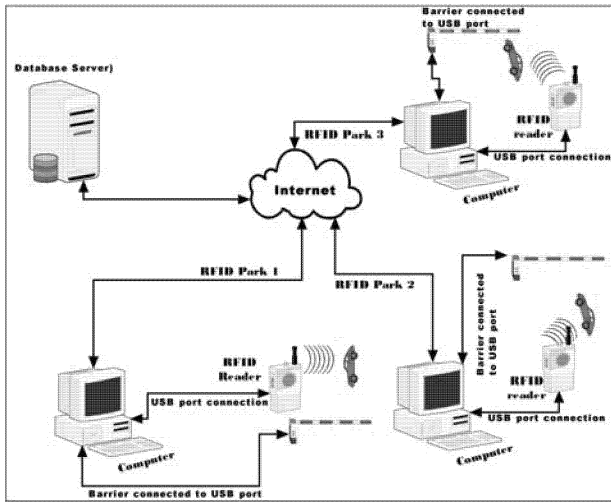 Barrier connected
to USB port
Database Server)
RFID
reader
RFID Park 3
USB port connection
Internet
Computer
RFID Park 1
RFID Park 2
Barrier connected
to USB port
RFID
Reader
RFID
reader
USB port connection
USB port connection
Computer
Computer
Barrier connected to USB port